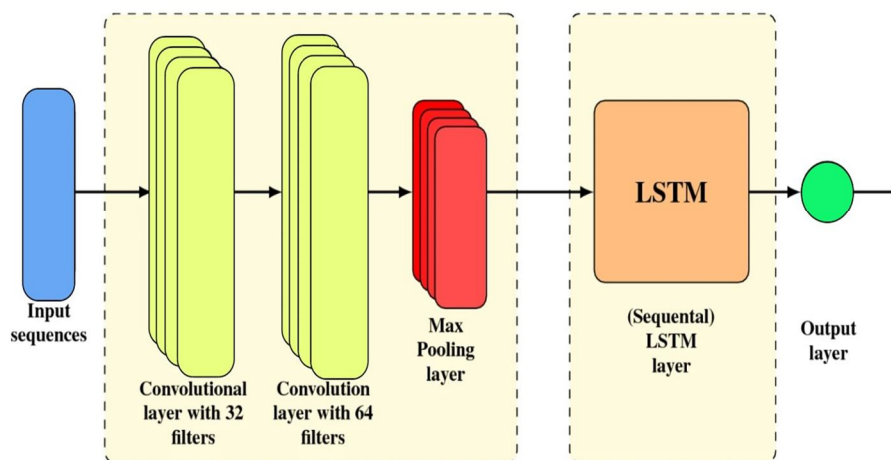 Input
sequences
Convolutional
layer with 32
filters
Convolution
layer with 64
filters
Max
Pooling
layer
LSTM
(Sequental)
LSTM
layer
Output
layer